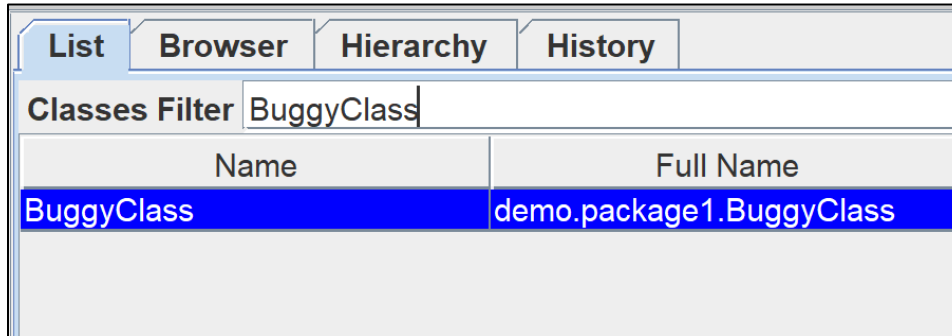 List Browser Hierarchy History
Classes Filter BuggyClass
Name Full Name
BuggyClass demo.package1.BuggyClass